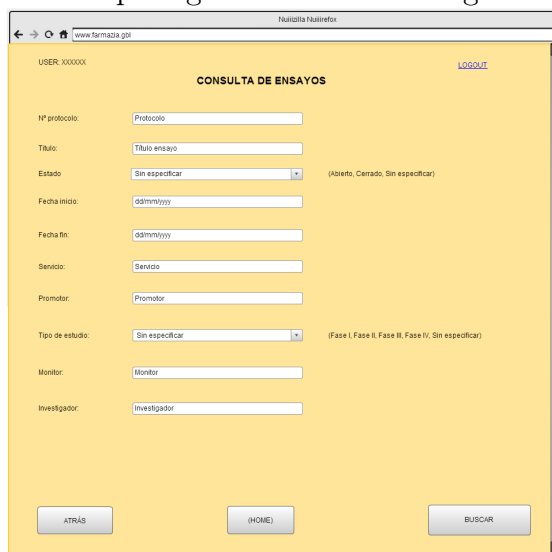 Nuiiizilla Nuiiirefox
www.farmazia.gbl
USER: XXXXXX
LOGOUT
CONSULTA DE ENSAYOS
Nº protocolo: Protocolo
Titulo: Título ensayo
Estado Sin especificar (Abierto, Cerrado, Sin especificar)
Fecha inicio: dd/mm/yyyy
Fecha fin: dd/mm/yyyy
Servicio: Servicio
Promotor: Promotor
Tipo de estudio: Sin especificar (Fase I, Fase II, Fase III, Fase IV, Sin especificar)
Monitor: Monitor
Investigador: Investigador
ATRÁS (HOME) BUSCAR